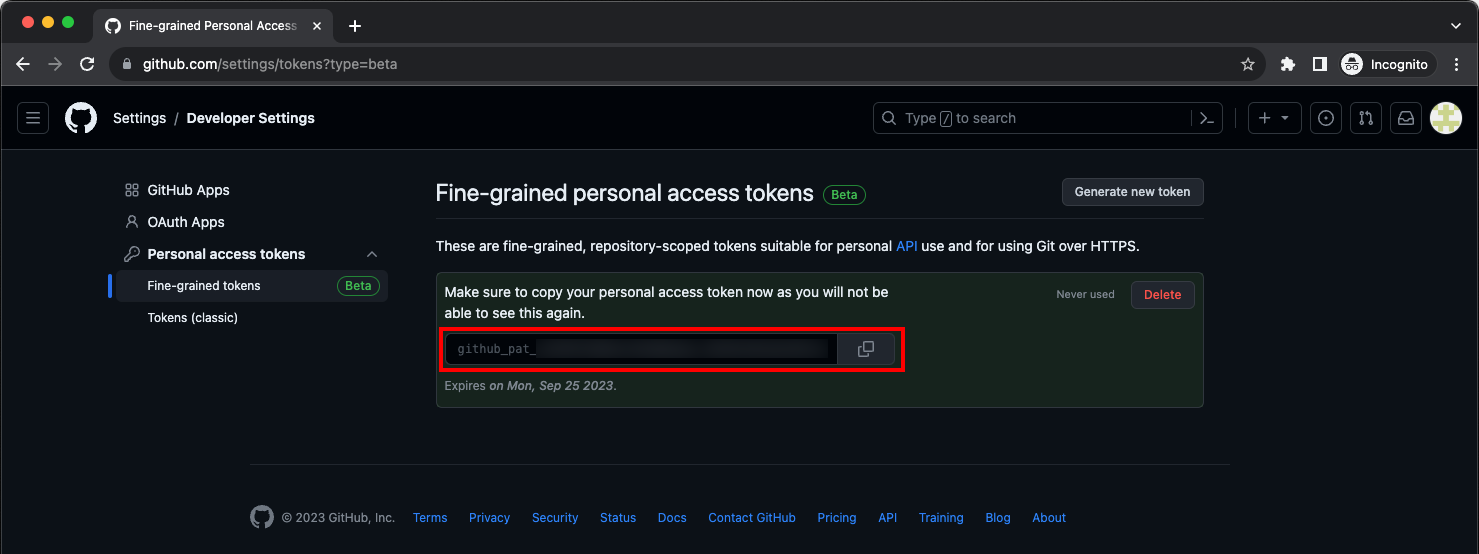 Fine-grained Personal Access
github.com/settings/tokens?type=beta
Incognito
Settings / Developer Settings
Type / to search
GitHub Apps
OAuth Apps
Personal access tokens
Fine-grained tokens Beta
Tokens (classic)
Fine-grained personal access tokens Beta
Generate new token
These are fine-grained, repository-scoped tokens suitable for personal API use and for using Git over HTTPS.
Make sure to copy your personal access token now as you will not be
able to see this again.
Never used
Delete
github_pat_
Expires on Mon, Sep 25 2023.
© 2023 GitHub, Inc. Terms Privacy Security Status Docs Contact GitHub Pricing API Training Blog About